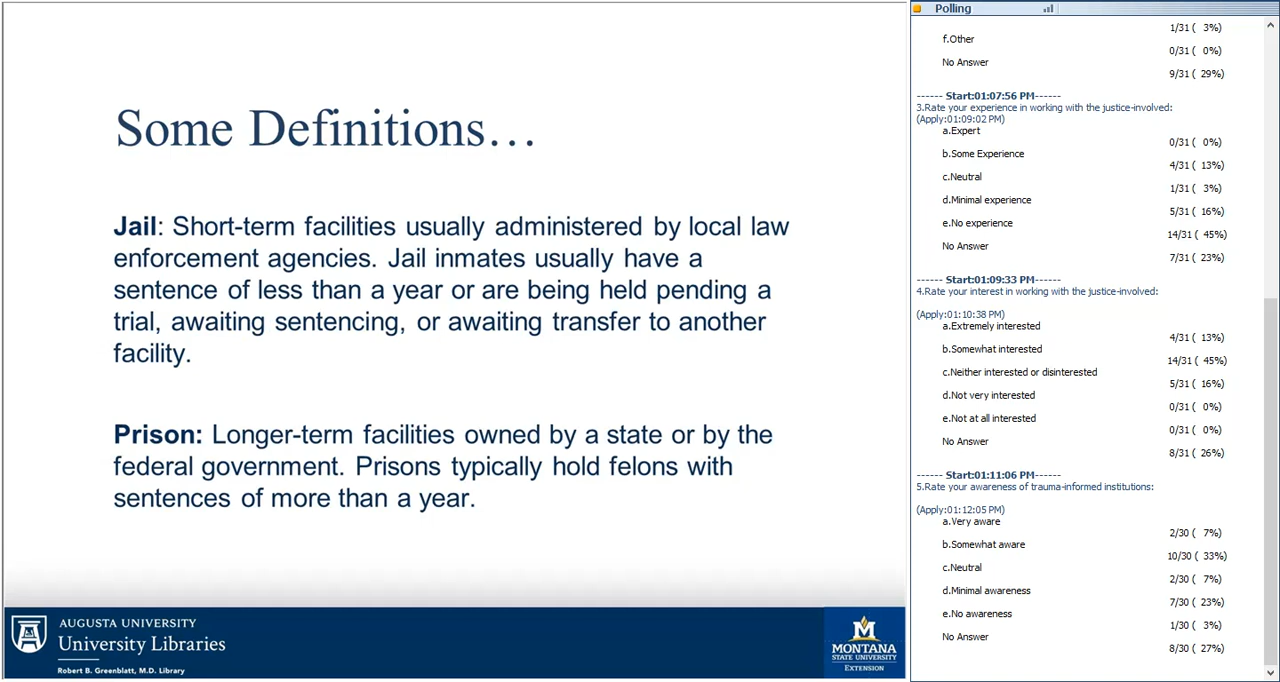 Some Definitions…
Jail: Short-term facilities usually administered by local law
enforcement agencies. Jail inmates usually have a
sentence of less than a year or are being held pending a
trial, awaiting sentencing, or awaiting transfer to another
facility.
Prison: Longer-term facilities owned by a state or by the
federal government. Prisons typically hold felons with
sentences of more than a year.
AUGUSTA UNIVERSITY
University Libraries
Robert B. Greenblatt, M.D. Library
M
MONTANA
STATE UNIVERSITY
EXTENSION
Polling
1/31 ( 3%)
f.Other
0/31 ( 0%)
No Answer
9/31 ( 29%)
------ Start:01:07:56 PM------
3.Rate your experience in working with the justice-involved:
(Apply:01:09:02 PM)
a.Expert
0/31 ( 0%)
b.Some Experience
4/31 ( 13%)
c.Neutral
1/31 ( 3%)
d.Minimal experience
5/31 ( 16%)
e.No experience
14/31 ( 45%)
No Answer
7/31 ( 23%)
------ Start:01:09:33 PM------
4.Rate your interest in working with the justice-involved:
(Apply:01:10:38 PM)
a.Extremely interested
4/31 ( 13%)
b.Somewhat interested
14/31 ( 45%)
c.Neither interested or disinterested
5/31 ( 16%)
d.Not very interested
0/31 ( 0%)
e.Not at all interested
0/31 ( 0%)
No Answer
8/31 ( 26%)
------ Start:01:11:06 PM------
5.Rate your awareness of trauma-informed institutions:
(Apply:01:12:05 PM)
a.Very aware
2/30 ( 7%)
b.Somewhat aware
10/30 ( 33%)
c.Neutral
2/30 ( 7%)
d.Minimal awareness
7/30 ( 23%)
e.No awareness
1/30 ( 3%)
No Answer
8/30 ( 27%)